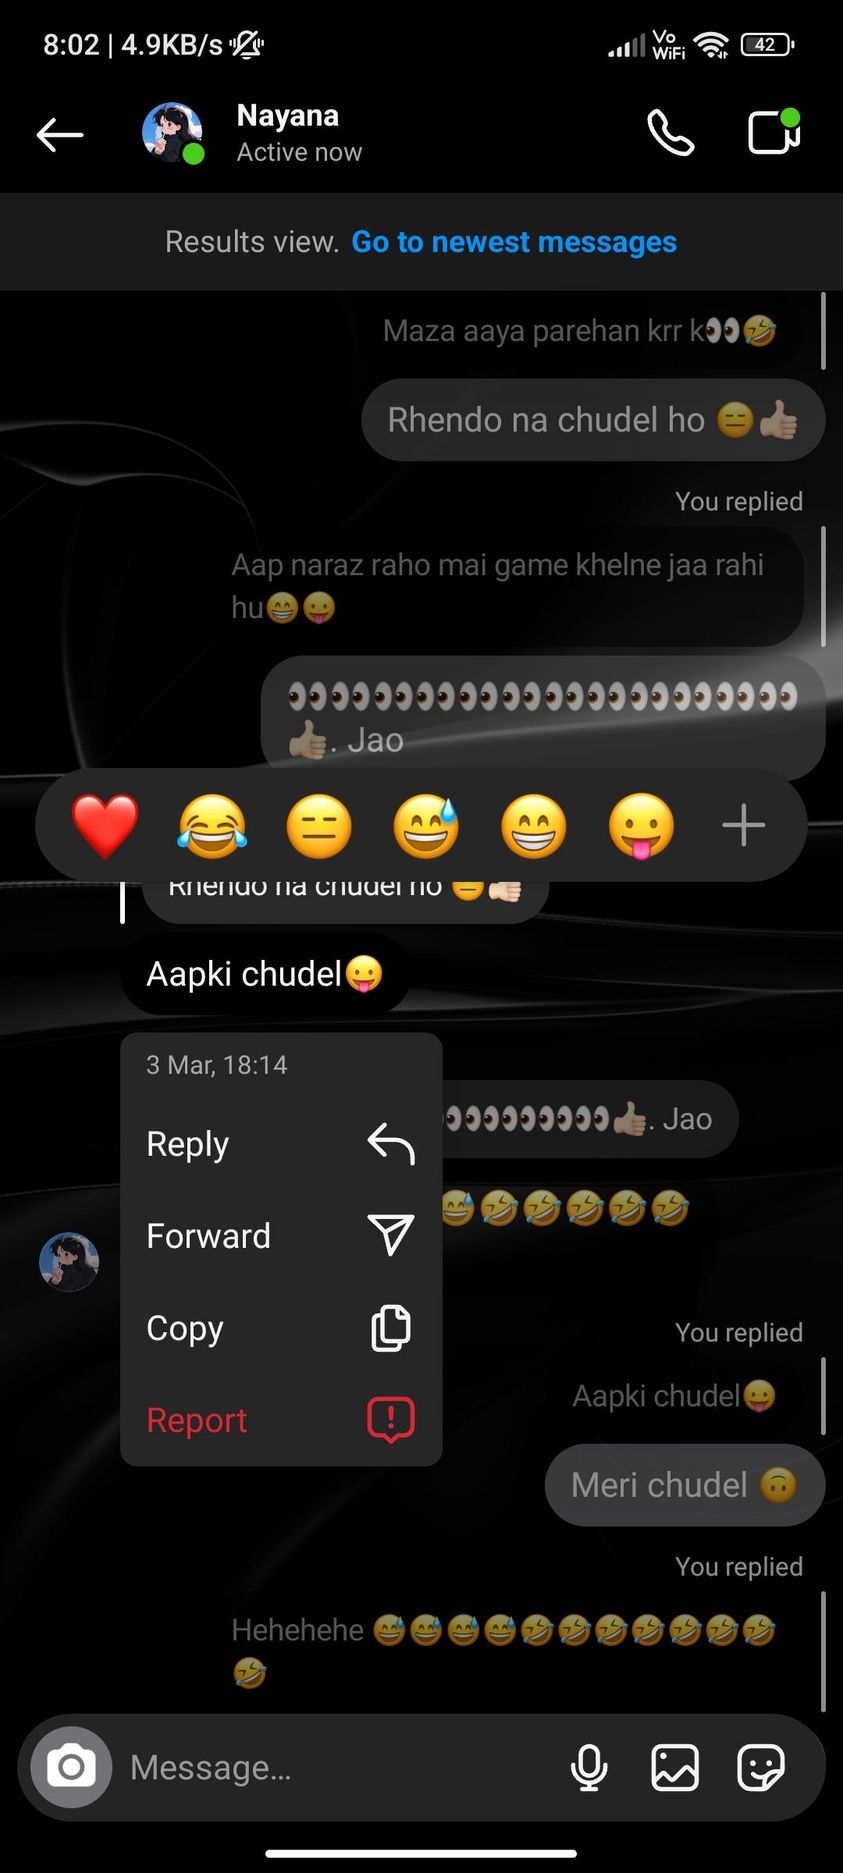 8:02 | 4.9KB/s
Vo
WiFi
42
Nayana
Active now
Results view. Go to newest messages
Maza aaya parehan krr k👀🤣
Rhendo na chudel ho 😑👍🏼
You replied
Aap naraz raho mai game khelne jaa rahi
hu😁😛
👀👀👀👀👀👀👀👀👀👀👀👀
👍🏼. Jao
❤️ 😂 😑 😅 😁 😛 +
Rhendo na chudel ho 😑👍🏼
Aapki chudel😛
3 Mar, 18:14
👀👀👀👀👍🏼. Jao
Reply
😅🤣🤣🤣🤣🤣
Forward
Copy
You replied
Aapki chudel😛
Report
Meri chudel 🙃
You replied
Hehehehe 😅😅😅😅🤣🤣🤣🤣🤣🤣🤣
🤣
Message...